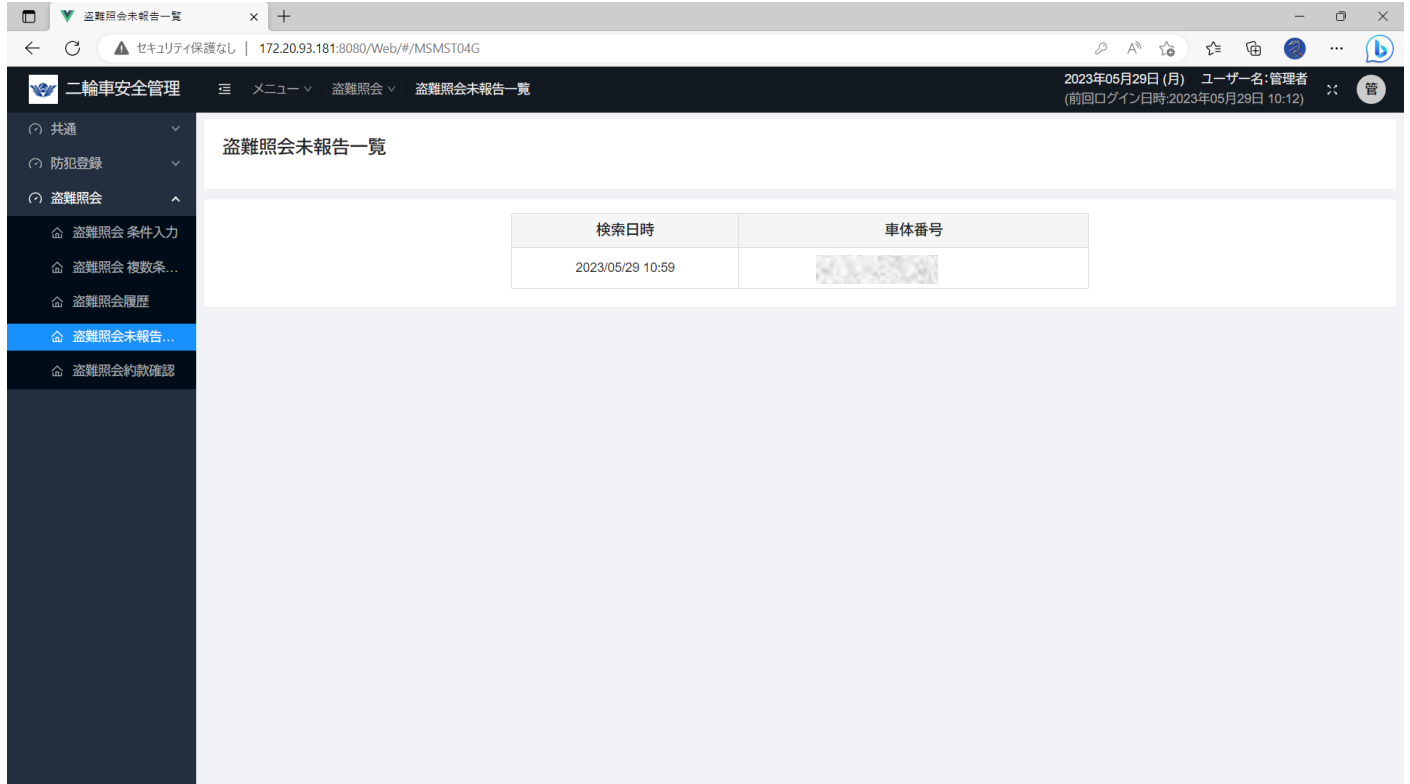 盗難照会未報告一覧
セキュリティ保護なし | 172.20.93.181:8080/Web/#/MSMST04G
二輪車安全管理 メニュー 盗難照会 盗難照会未報告一覧 2023年05月29日 (月) ユーザー名:管理者
(前回ログイン日時:2023年05月29日 10:12) 管
共通
防犯登録
盗難照会
盗難照会 条件入力
盗難照会 複数条...
盗難照会履歴
盗難照会未報告...
盗難照会約款確認
盗難照会未報告一覧
検索日時 車体番号
2023/05/29 10:59